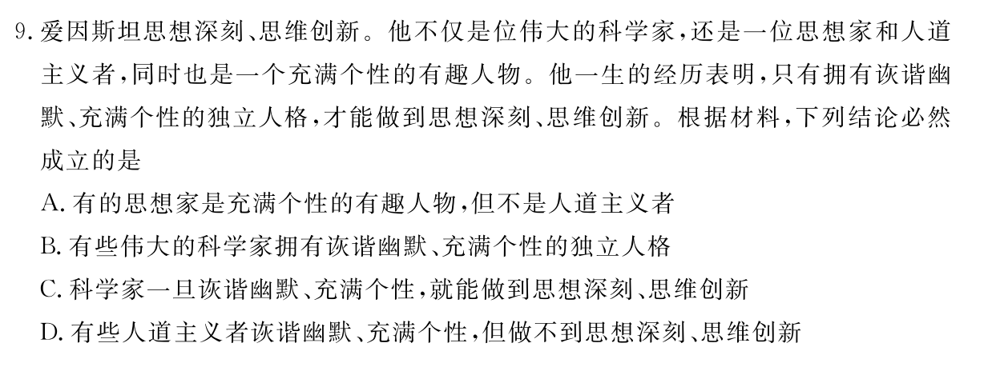 9. 爱因斯坦思想深刻、思维创新。他不仅是位伟大的科学家,还是一位思想家和人道
主义者,同时也是一个充满个性的有趣人物。他一生的经历表明,只有拥有诙谐幽
默、充满个性的独立人格,才能做到思想深刻、思维创新。根据材料,下列结论必然
成立的是
A. 有的思想家是充满个性的有趣人物,但不是人道主义者
B. 有些伟大的科学家拥有诙谐幽默、充满个性的独立人格
C. 科学家一旦诙谐幽默、充满个性,就能做到思想深刻、思维创新
D. 有些人道主义者诙谐幽默、充满个性,但做不到思想深刻、思维创新